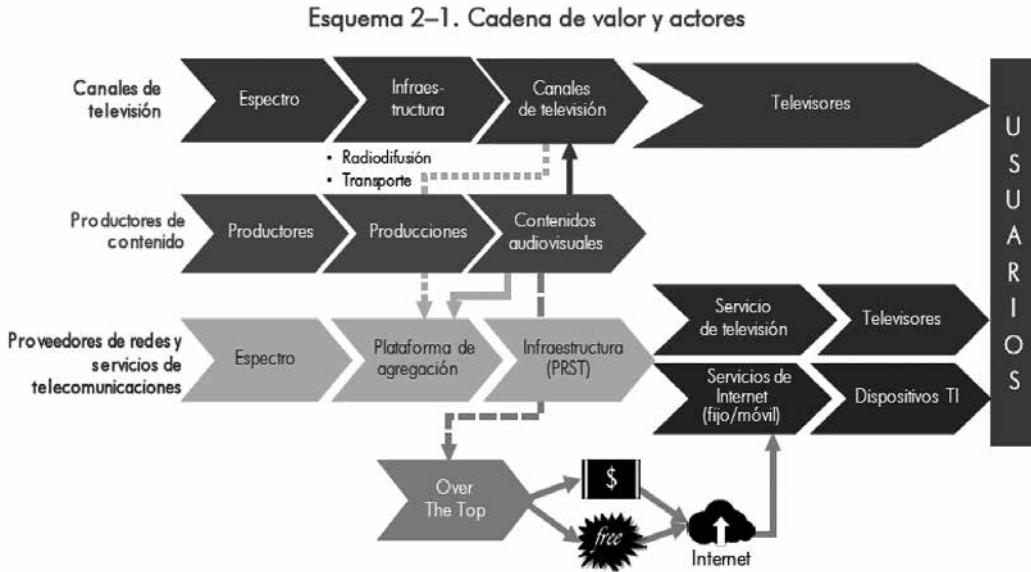 Esquema 2–1. Cadena de valor y actores
Canales de
televisión
Espectro
Infraes-
tructura
Canales
de televisión
Televisores
• Radiodifusión
• Transporte
Productores de
contenido
Productores
Producciones
Contenidos
audiovisuales
Proveedores de redes y
servicios de
telecomunicaciones
Espectro
Plataforma de
agregación
Infraestructura
(PRST)
Servicio
de televisión
Televisores
Servicios de
Internet
(fijo/móvil)
Dispositivos TI
USUARIOS
Over
The Top
$
free
Internet